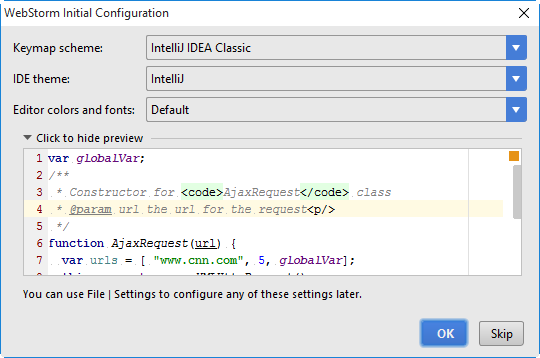 WebStorm Initial Configuration
Keymap scheme: IntelliJ IDEA Classic
IDE theme: IntelliJ
Editor colors and fonts: Default
Click to hide preview
1 var globalVar;
2 /**
3 * Constructor for <code>AjaxRequest</code> class
4 * @param url the url for the request<p/>
5 */
6 function AjaxRequest(url) {
7 var urls = [ "www.cnn.com", 5, globalVar];
You can use File | Settings to configure any of these settings later.
OK Skip